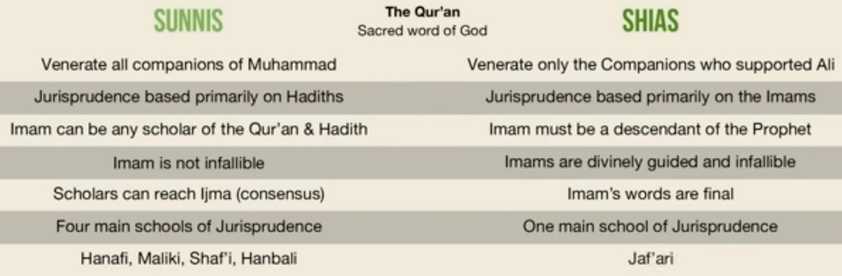 SUNNIS
The Qur'an
Sacred word of God
SHIAS
Venerate all companions of Muhammad
Venerate only the Companions who supported Ali
Jurisprudence based primarily on Hadiths
Jurisprudence based primarily on the Imams
Imam can be any scholar of the Qur'an & Hadith
Imam must be a descendant of the Prophet
Imam is not infallible
Imams are divinely guided and infallible
Scholars can reach Ijma (consensus)
Imam's words are final
Four main schools of Jurisprudence
One main school of Jurisprudence
Hanafi, Maliki, Shaf'i, Hanbali
Jaf'ari